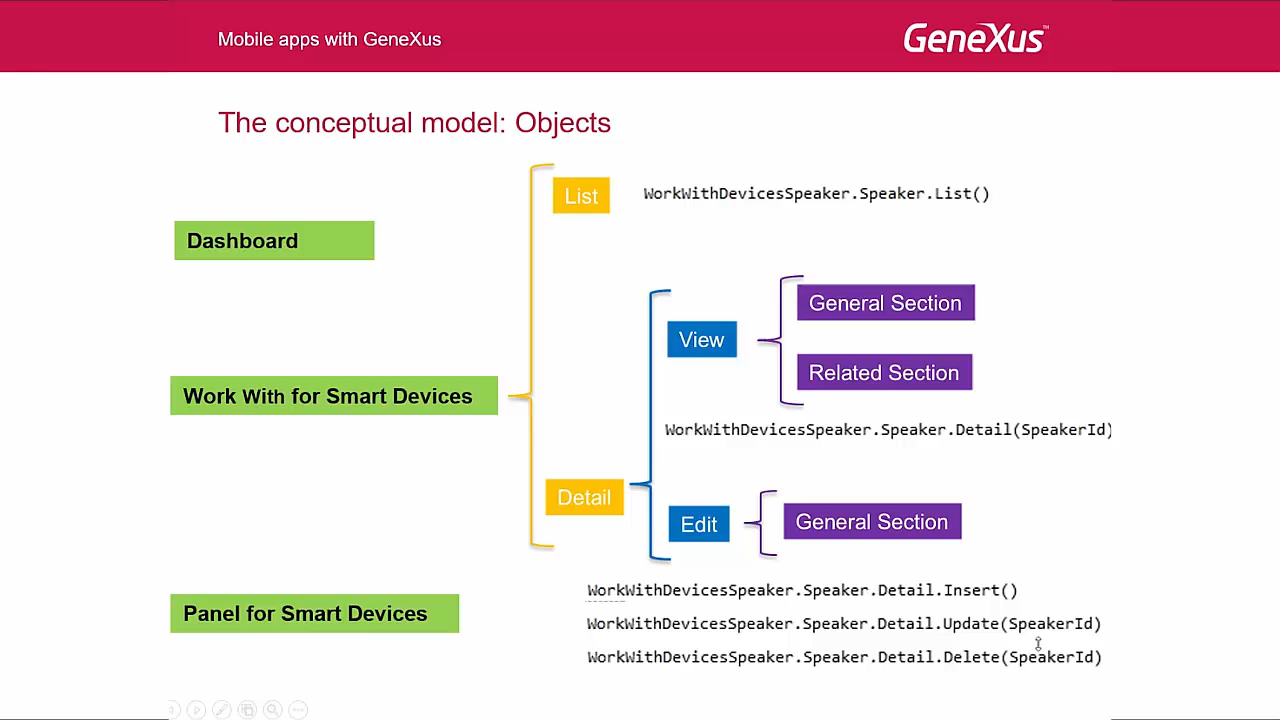 Mobile apps with GeneXus
GeneXus™
The conceptual model: Objects
List
WorkWithDevicesSpeaker.Speaker.List()
Dashboard
General Section
View
Related Section
Work With for Smart Devices
WorkWithDevicesSpeaker.Speaker.Detail(SpeakerId)
Detail
Edit
General Section
WorkWithDevicesSpeaker.Speaker.Detail.Insert()
Panel for Smart Devices
WorkWithDevicesSpeaker.Speaker.Detail.Update(SpeakerId)
WorkWithDevicesSpeaker.Speaker.Detail.Delete(SpeakerId)